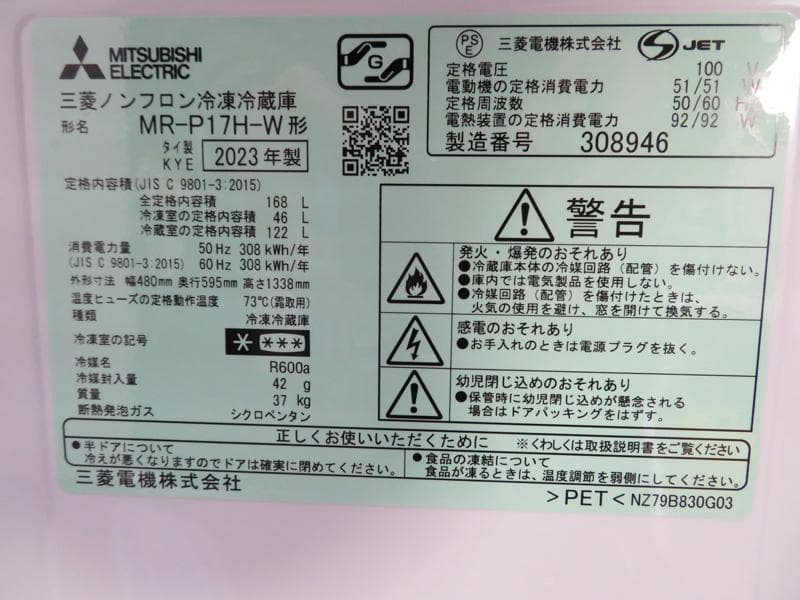 MITSUBISHI
ELECTRIC
三菱ノンフロン冷凍冷蔵庫
形名 MR-P17H-W 形
タイ製
KYE 2023 年製
定格内容積(JIS C 9801-3:2015)
全定格内容積 168 L
冷凍室の定格内容積 46 L
冷蔵室の定格内容積 122 L
消費電力量 50 Hz 308 kWh/年
(JIS C 9801-3:2015) 60 Hz 308 kWh/年
外形寸法 幅480mm 奥行595mm 高さ1338mm
温度ヒューズの定格動作温度 73℃(霜取用)
種類 冷凍冷蔵庫
冷凍室の記号 * ***
冷媒名 R600a
冷媒封入量 42 g
質量 37 kg
断熱発泡ガス シクロペンタン
G
PS
E
三菱電機株式会社
S JET
定格電圧 100 V
電動機の定格消費電力 51/51 W
定格周波数 50/60 Hz
電熱装置の定格消費電力 92/92 W
製造番号 308946
警告
発火・爆発のおそれあり
●冷蔵庫本体の冷媒回路（配管）を傷付けない。
●庫内では電気製品を使用しない。
●冷媒回路（配管）を傷付けたときは、
火気の使用を避け、窓を開けて換気する。
感電のおそれあり
●お手入れのときは電源プラグを抜く。
幼児閉じ込めのおそれあり
●保管時に幼児閉じ込めが懸念される
場合はドアパッキングをはずす。
正しくお使いいただくために ※くわしくは取扱説明書をご覧ください
●半ドアについて
冷えが悪くなりますのでドアは確実に閉めてください。
●食品の凍結について
食品が凍るときは、温度調節を弱側にしてください。
三菱電機株式会社
>PET< NZ79B830G03